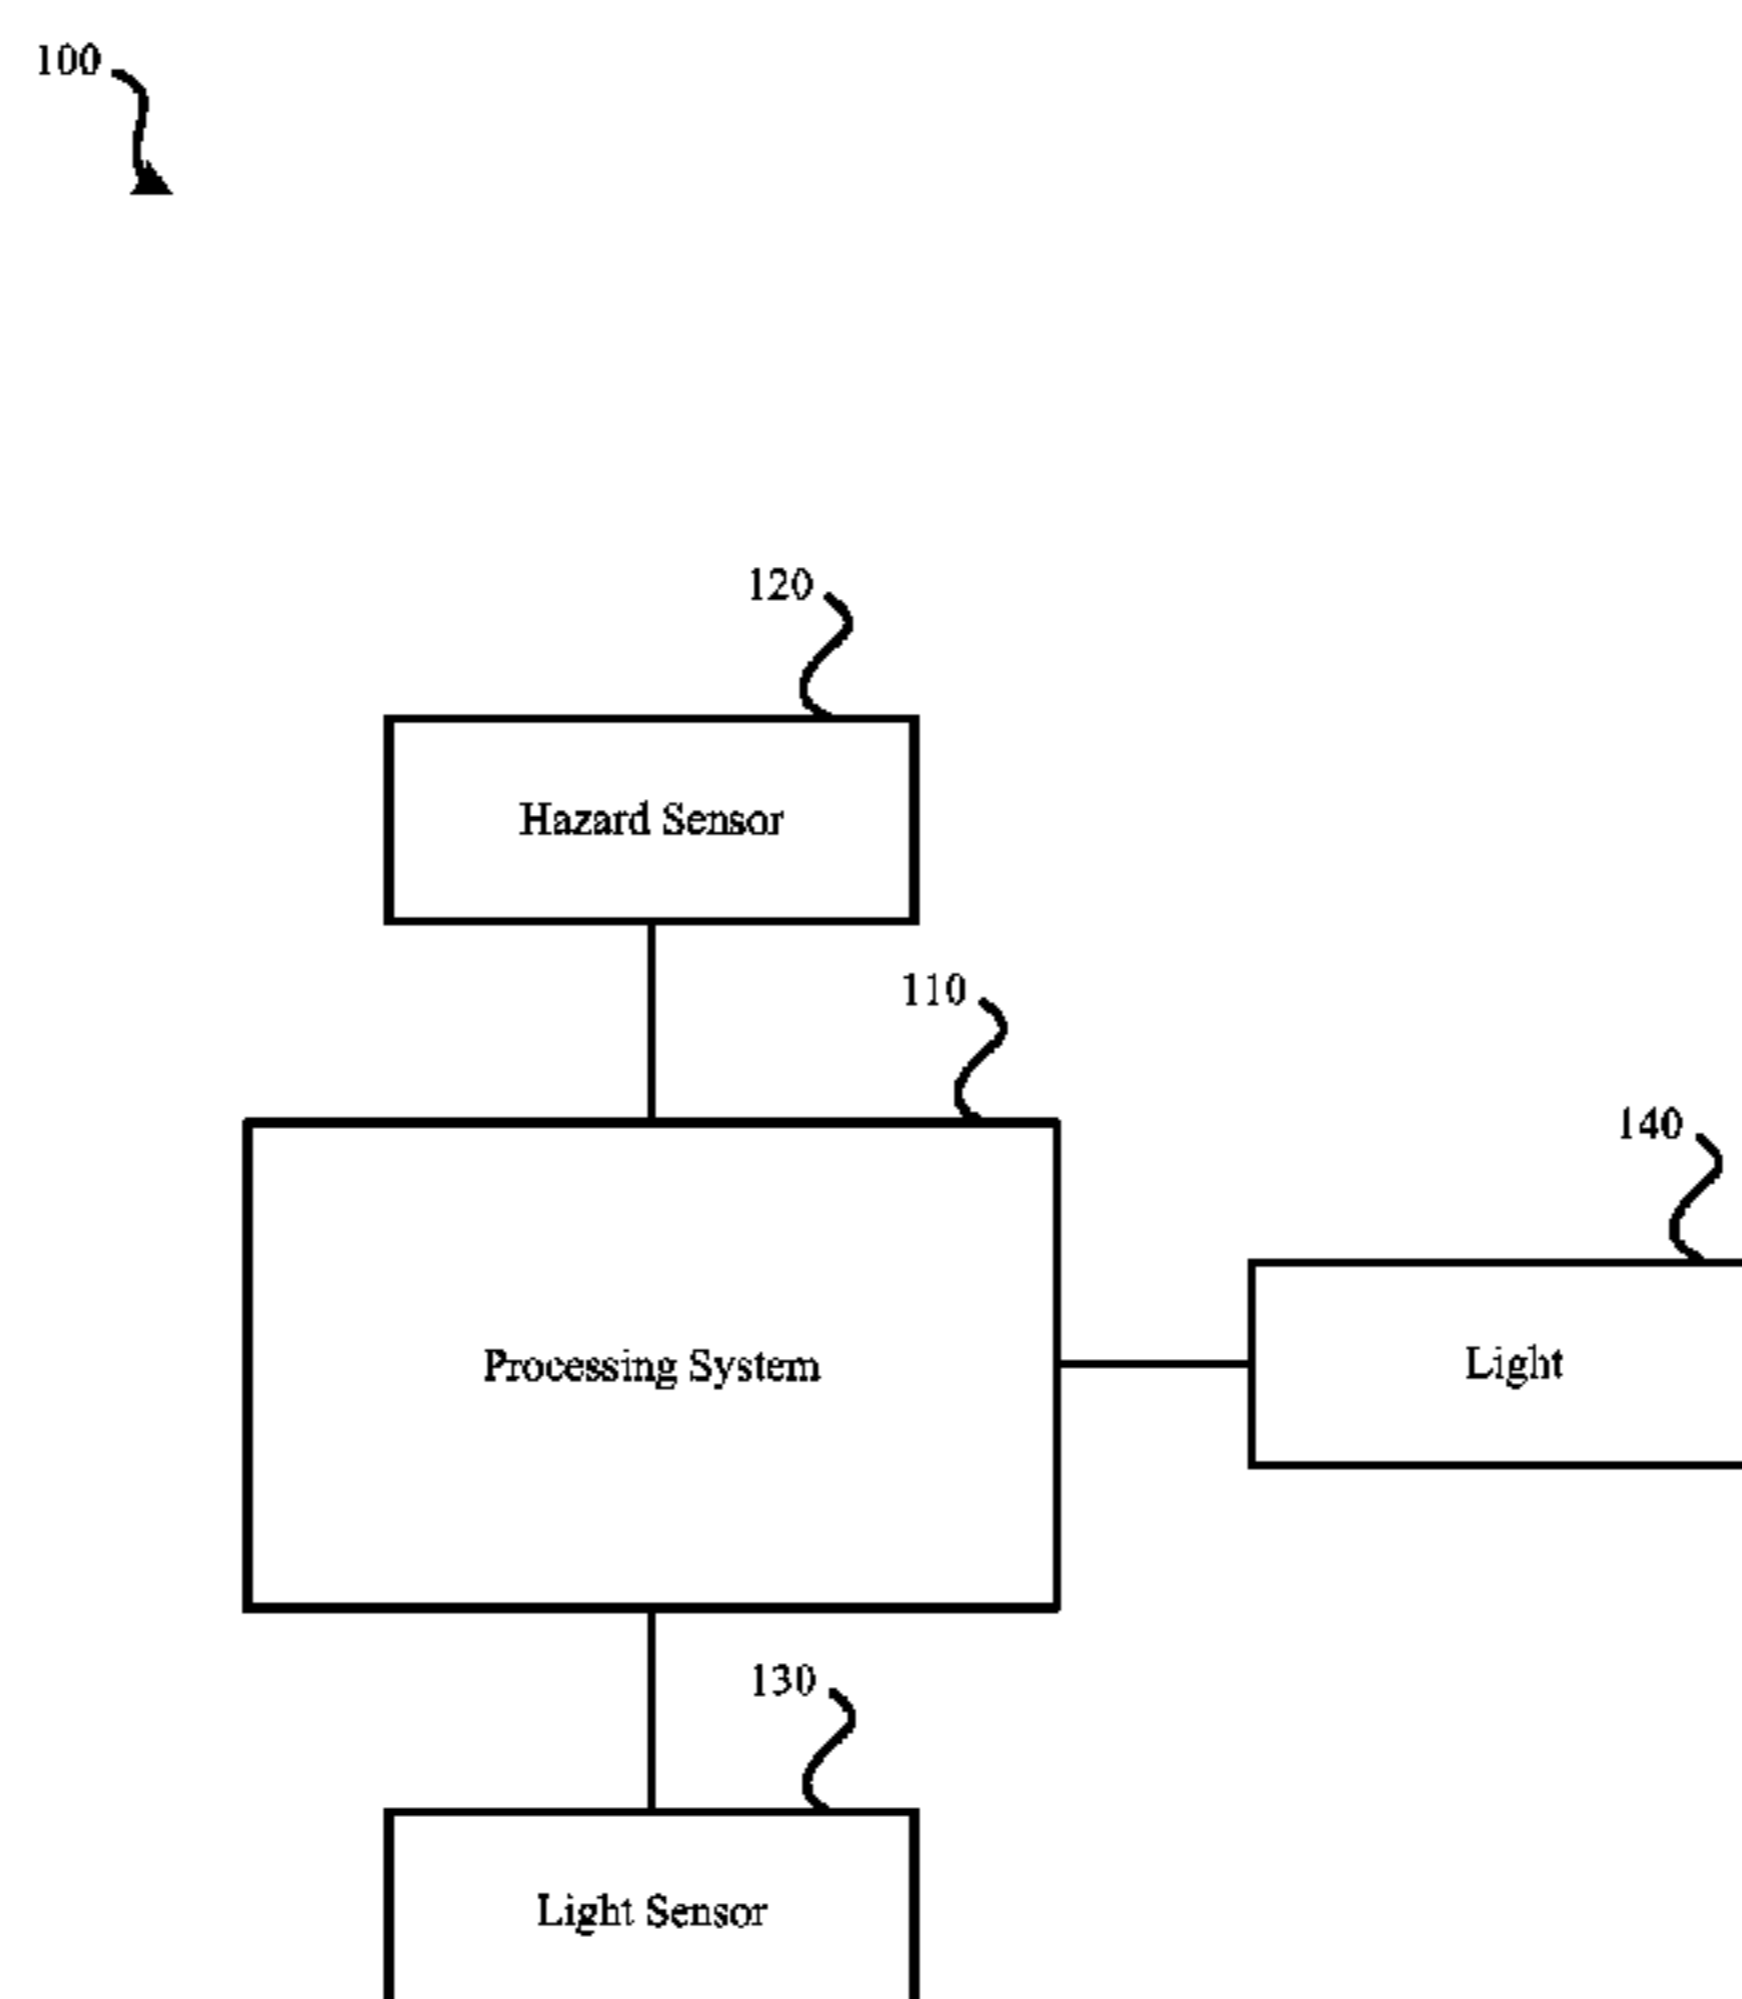 100
120
Hazard Sensor
110
140
Processing System
Light
130
Light Sensor